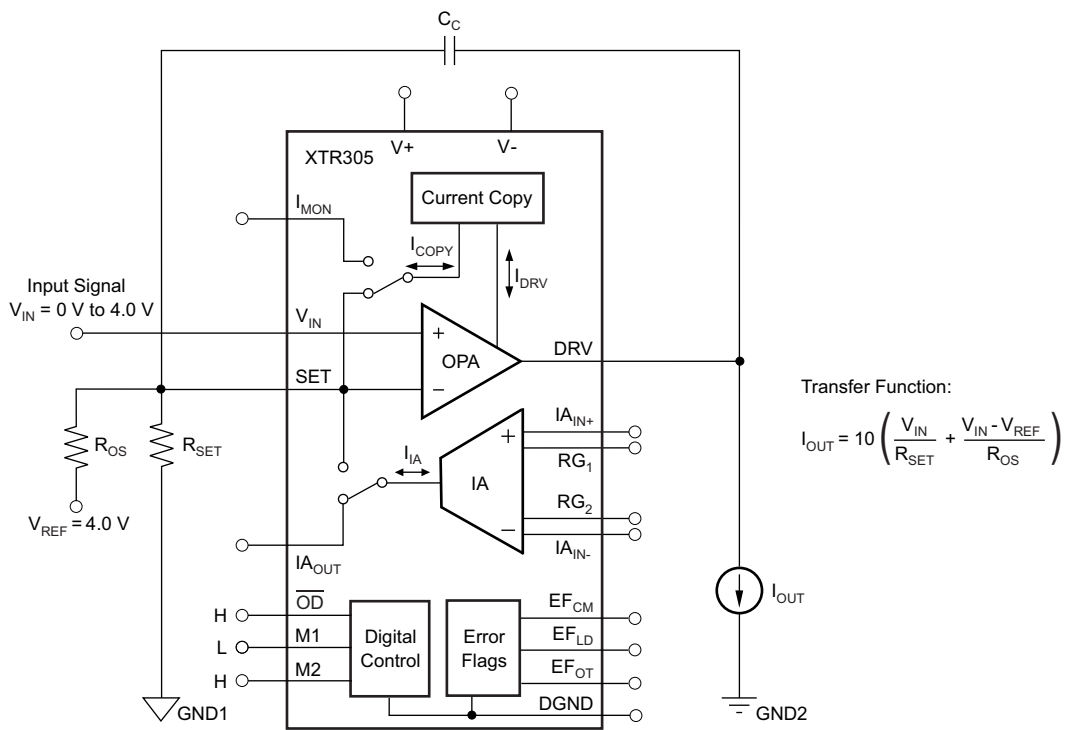 C_C
V+
V-
XTR305
Current Copy
I_MON
I_COPY
I_DRV
Input Signal
V_IN = 0 V to 4.0 V
V_IN
+
OPA
−
DRV
SET
Transfer Function:
I_OUT = 10 ( V_IN / R_SET + V_IN - V_REF / R_OS )
R_OS
R_SET
V_REF = 4.0 V
IA_IN+
RG_1
I_IA
+
IA
−
RG_2
IA_IN-
IA_OUT
I_OUT
H
O̅D̅
L
M1
H
M2
Digital
Control
Error
Flags
EF_CM
EF_LD
EF_OT
DGND
GND1
GND2